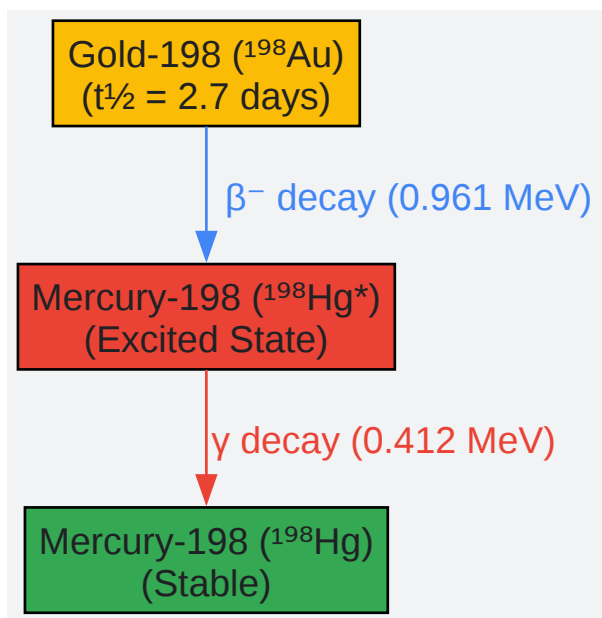 Gold-198 (¹⁹⁸Au)
(t½ = 2.7 days)
β⁻ decay (0.961 MeV)
Mercury-198 (¹⁹⁸Hg*)
(Excited State)
γ decay (0.412 MeV)
Mercury-198 (¹⁹⁸Hg)
(Stable)